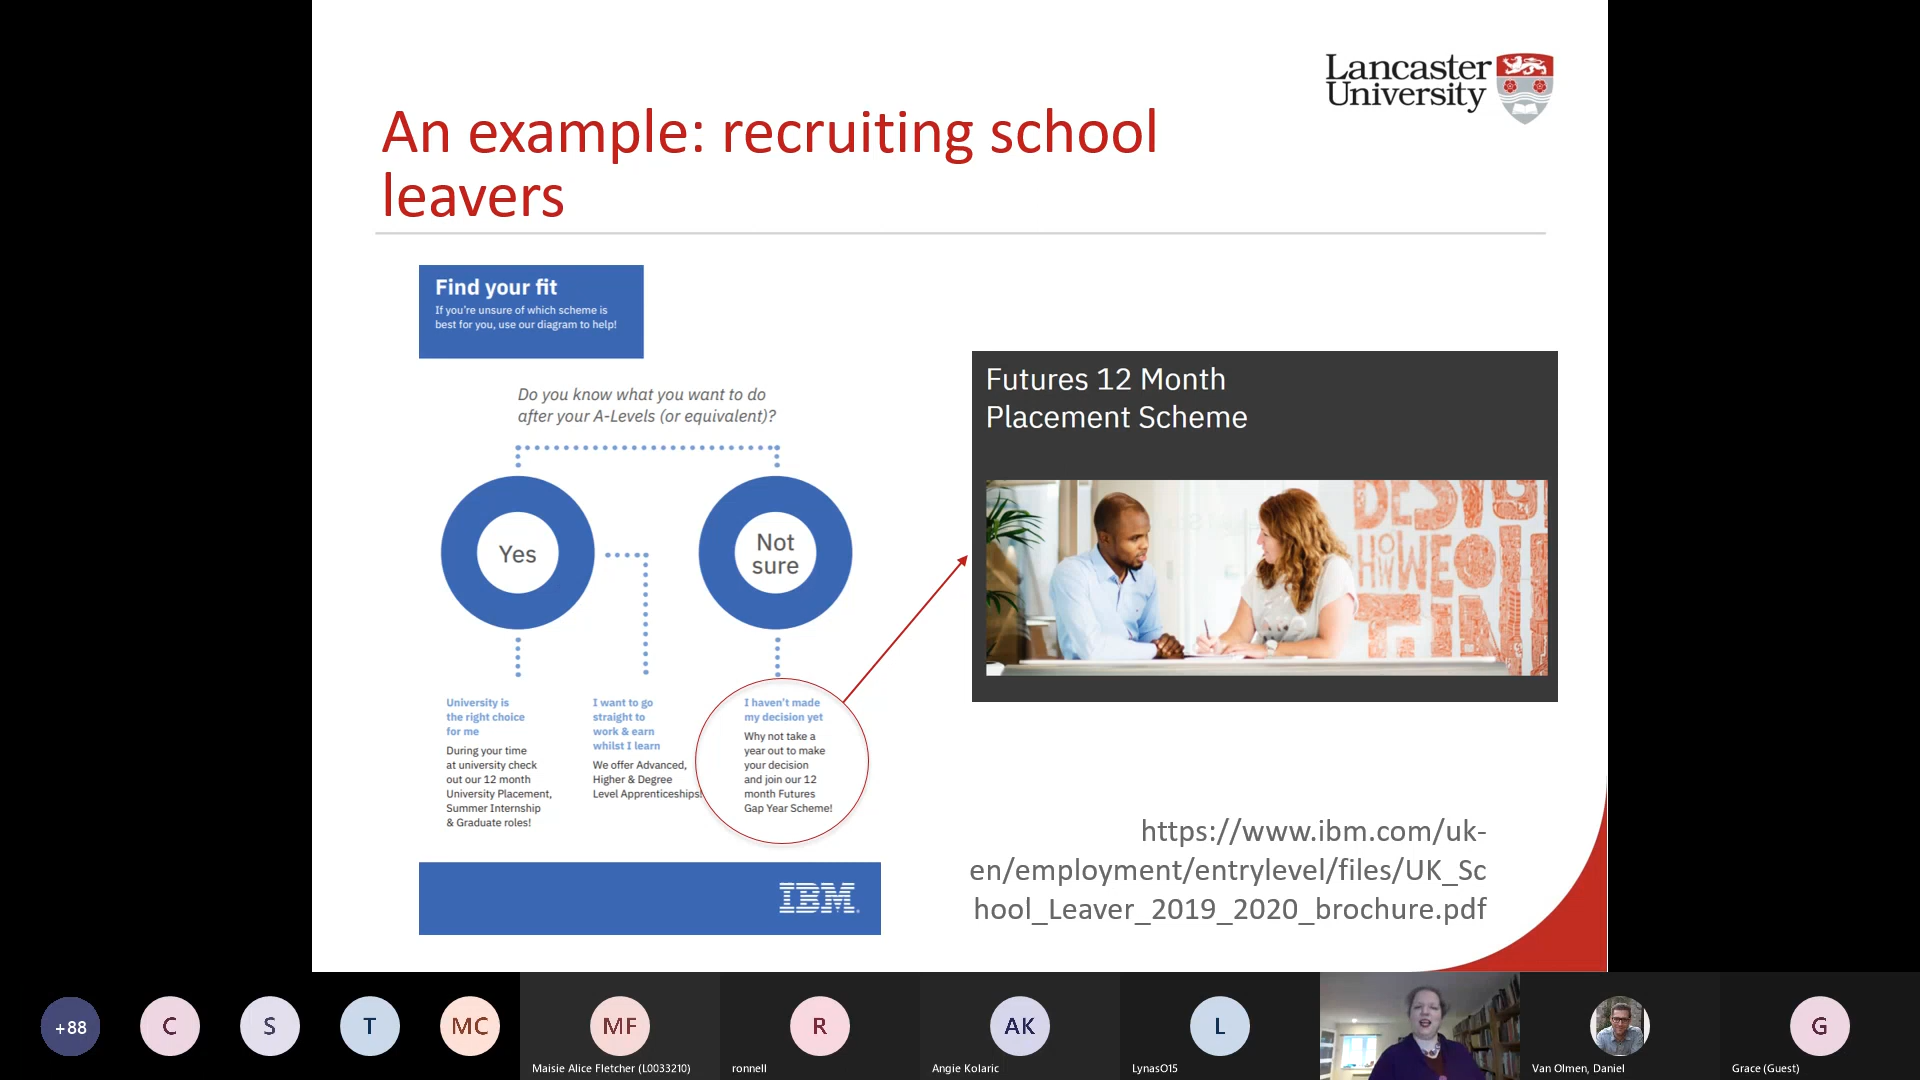 Lancaster
University
An example: recruiting school
leavers
Find your fit
If you're unsure of which scheme is
best for you, use our diagram to help!
Do you know what you want to do
after your A-Levels (or equivalent)?
Yes
Not
sure
University is
the right choice
for me
During your time
at university check
out our 12 month
University Placement,
Summer Internship
& Graduate roles!
I want to go
straight to
work & earn
whilst I learn
We offer Advanced,
Higher & Degree
Level Apprenticeships!
I haven't made
my decision yet
Why not take a
year out to make
your decision
and join our 12
month Futures
Gap Year Scheme!
IBM
Futures 12 Month
Placement Scheme
https://www.ibm.com/uk-
en/employment/entrylevel/files/UK_Sc
hool_Leaver_2019_2020_brochure.pdf
+88
C
S
T
MC
MF
Maisie Alice Fletcher (L0033210)
R
ronnell
AK
Angie Kolaric
L
LynasO15
Van Olmen, Daniel
G
Grace (Guest)